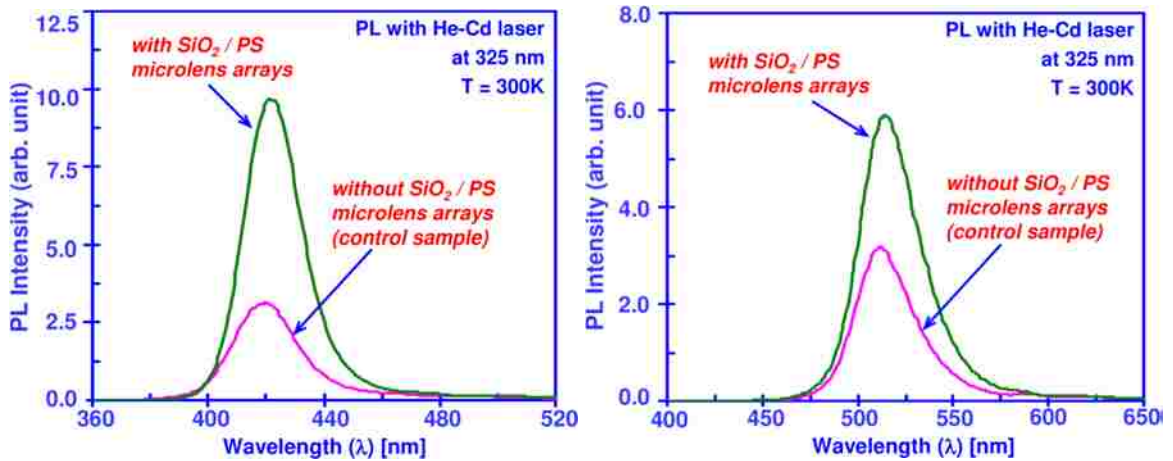 12.5
10.0
7.5
5.0
2.5
0.0
PL Intensity (arb. unit)
PL with He-Cd laser
at 325 nm
T = 300K
with SiO₂ / PS
microlens arrays
without SiO₂ / PS
microlens arrays
(control sample)
360 400 440 480 520
Wavelength (λ) [nm]
8.0
6.0
4.0
2.0
0.0
PL Intensity (arb. unit)
PL with He-Cd laser
at 325 nm
T = 300K
with SiO₂ / PS
microlens arrays
without SiO₂ / PS
microlens arrays
(control sample)
400 450 500 550 600 6500
Wavelength (λ) [nm]